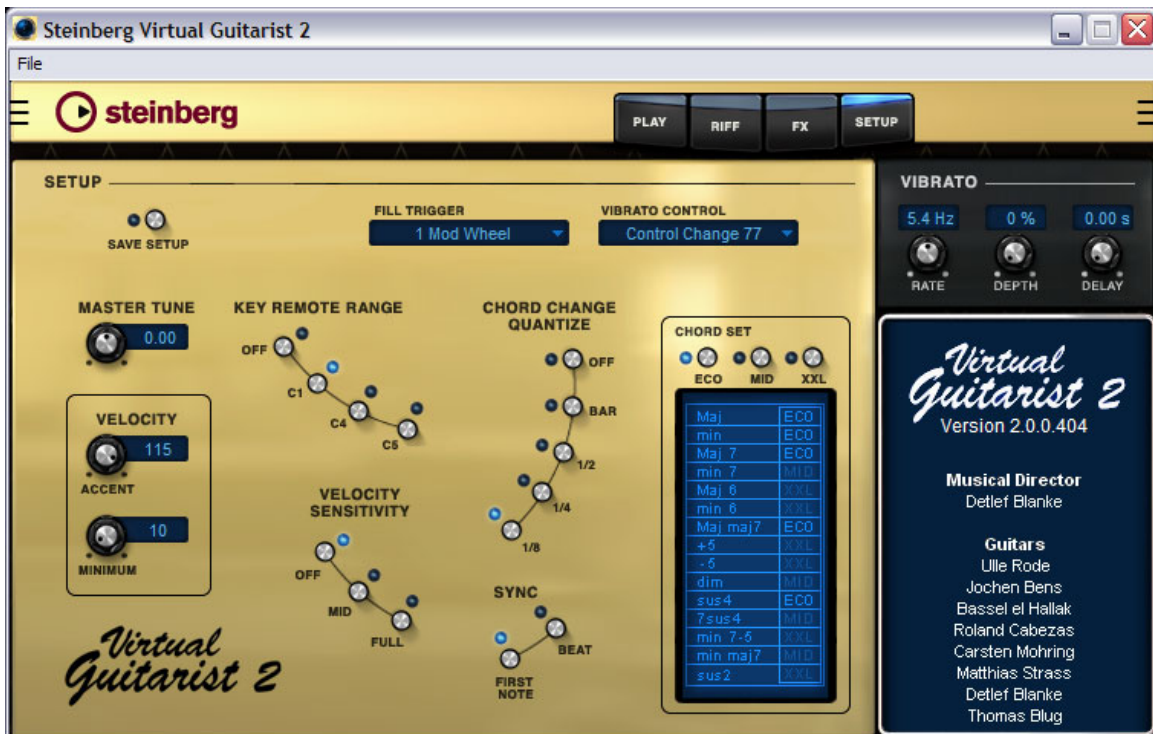 Steinberg Virtual Guitarist 2
File
steinberg
PLAY
RIFF
FX
SETUP
SETUP
SAVE SETUP
FILL TRIGGER
1 Mod Wheel
VIBRATO CONTROL
Control Change 77
MASTER TUNE
0.00
VELOCITY
115
ACCENT
10
MINIMUM
KEY REMOTE RANGE
OFF
C1
C4
C5
VELOCITY
SENSITIVITY
OFF
MID
FULL
CHORD CHANGE
QUANTIZE
OFF
BAR
1/2
1/4
1/8
SYNC
BEAT
FIRST
NOTE
CHORD SET
ECO MID XXL
Maj ECO
min ECO
Maj 7 ECO
min 7 MID
Maj 6 XXL
min 6 XXL
Maj maj7 ECO
+5 XXL
-5 XXL
dim MID
sus4 ECO
7sus4 MID
min 7-5 XXL
min maj7 MID
sus2 XXL
Virtual
Guitarist 2
VIBRATO
5.4 Hz 0 % 0.00 s
RATE DEPTH DELAY
Virtual
Guitarist 2
Version 2.0.0.404
Musical Director
Detlef Blanke
Guitars
Ulle Rode
Jochen Bens
Bassel el Hallak
Roland Cabezas
Carsten Mohring
Matthias Strass
Detlef Blanke
Thomas Blug